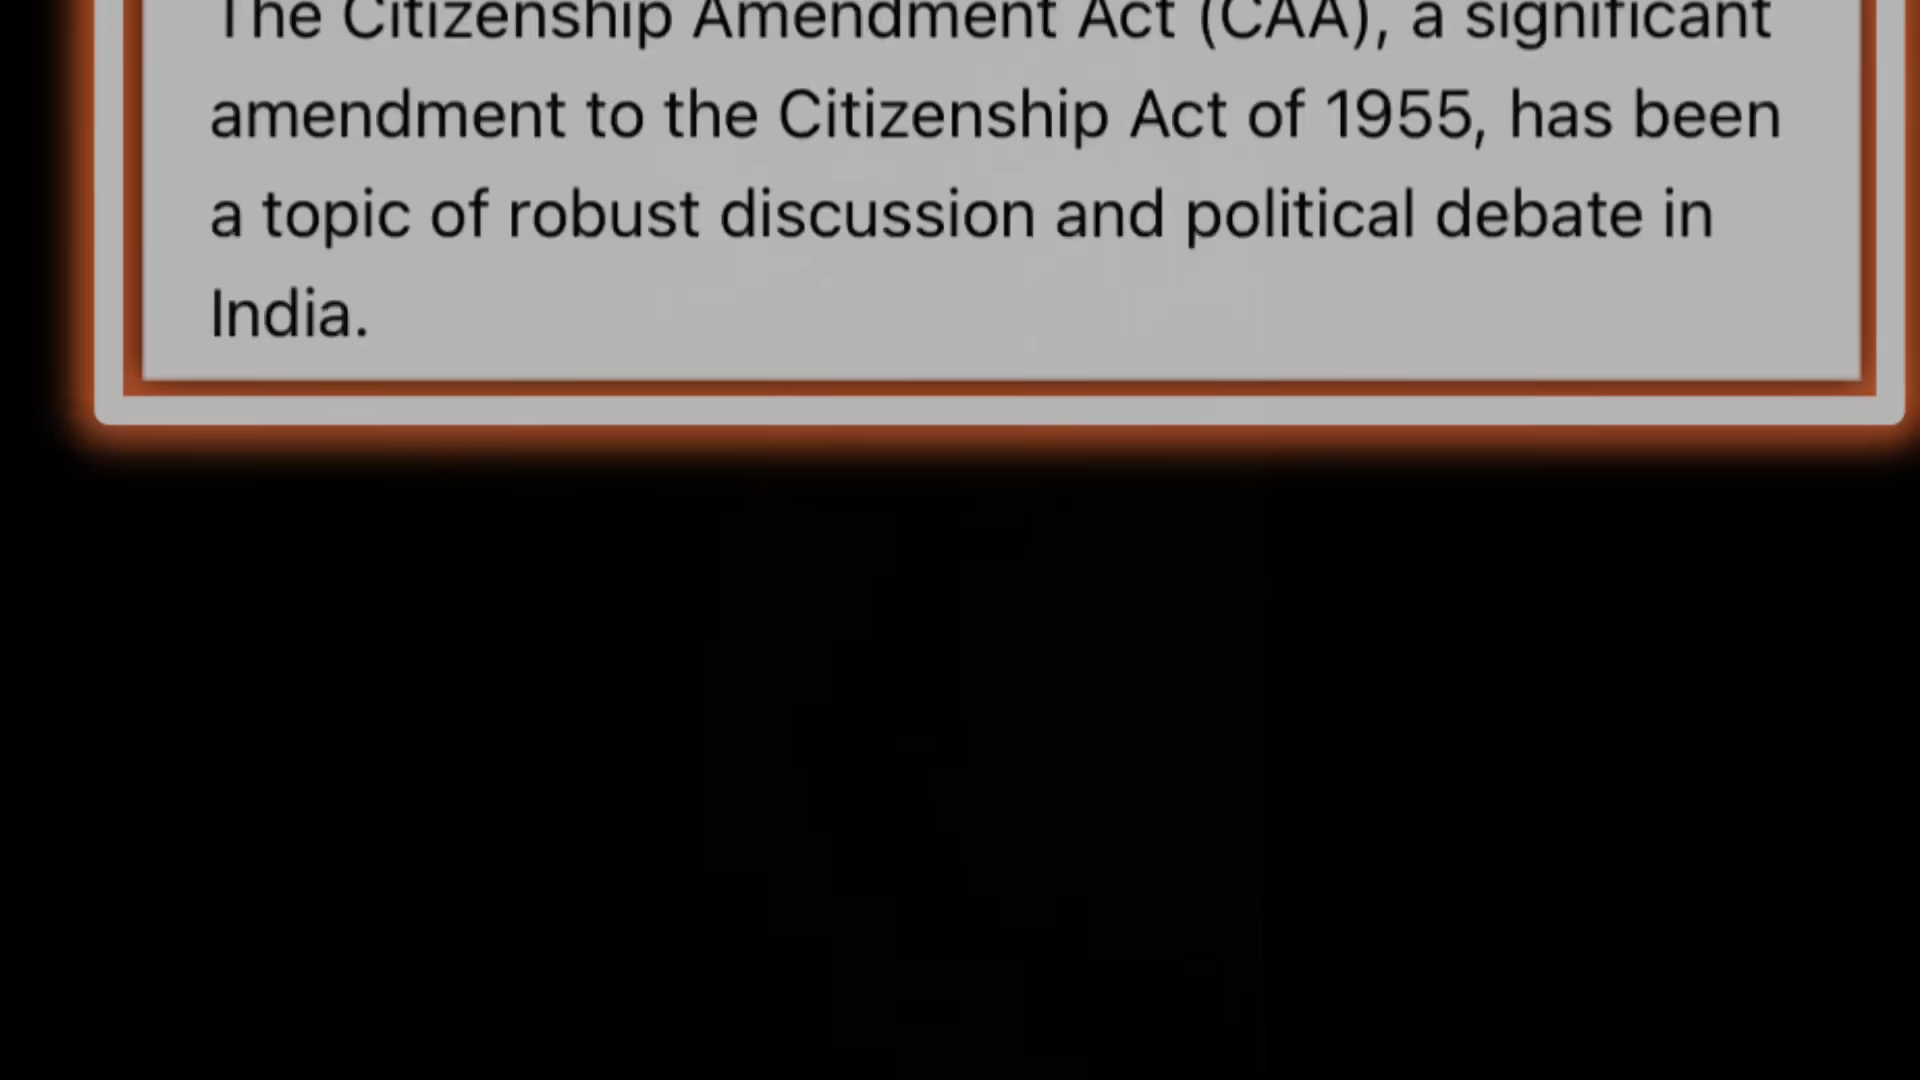 The Citizenship Amendment Act (CAA), a significant
amendment to the Citizenship Act of 1955, has been
a topic of robust discussion and political debate in
India.